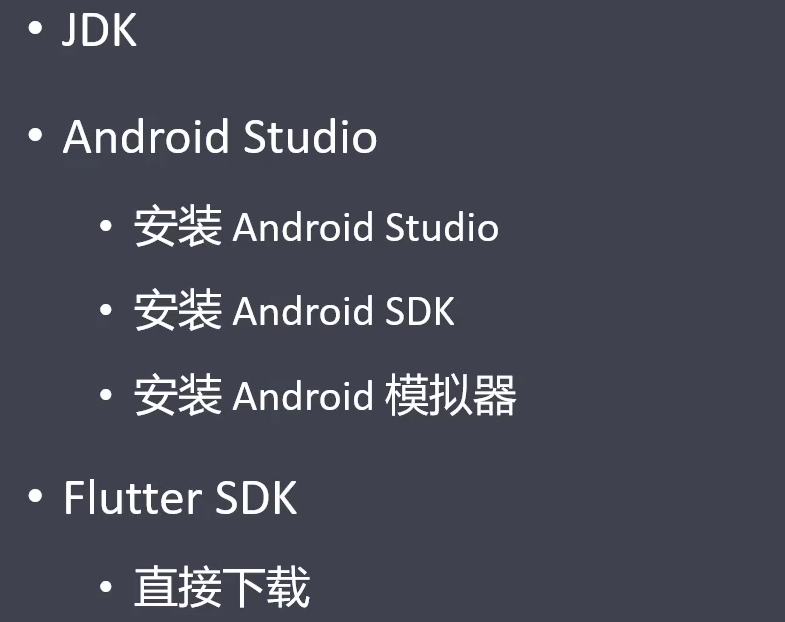 • JDK
• Android Studio
• 安装 Android Studio
• 安装 Android SDK
• 安装 Android 模拟器
• Flutter SDK
• 直接下载